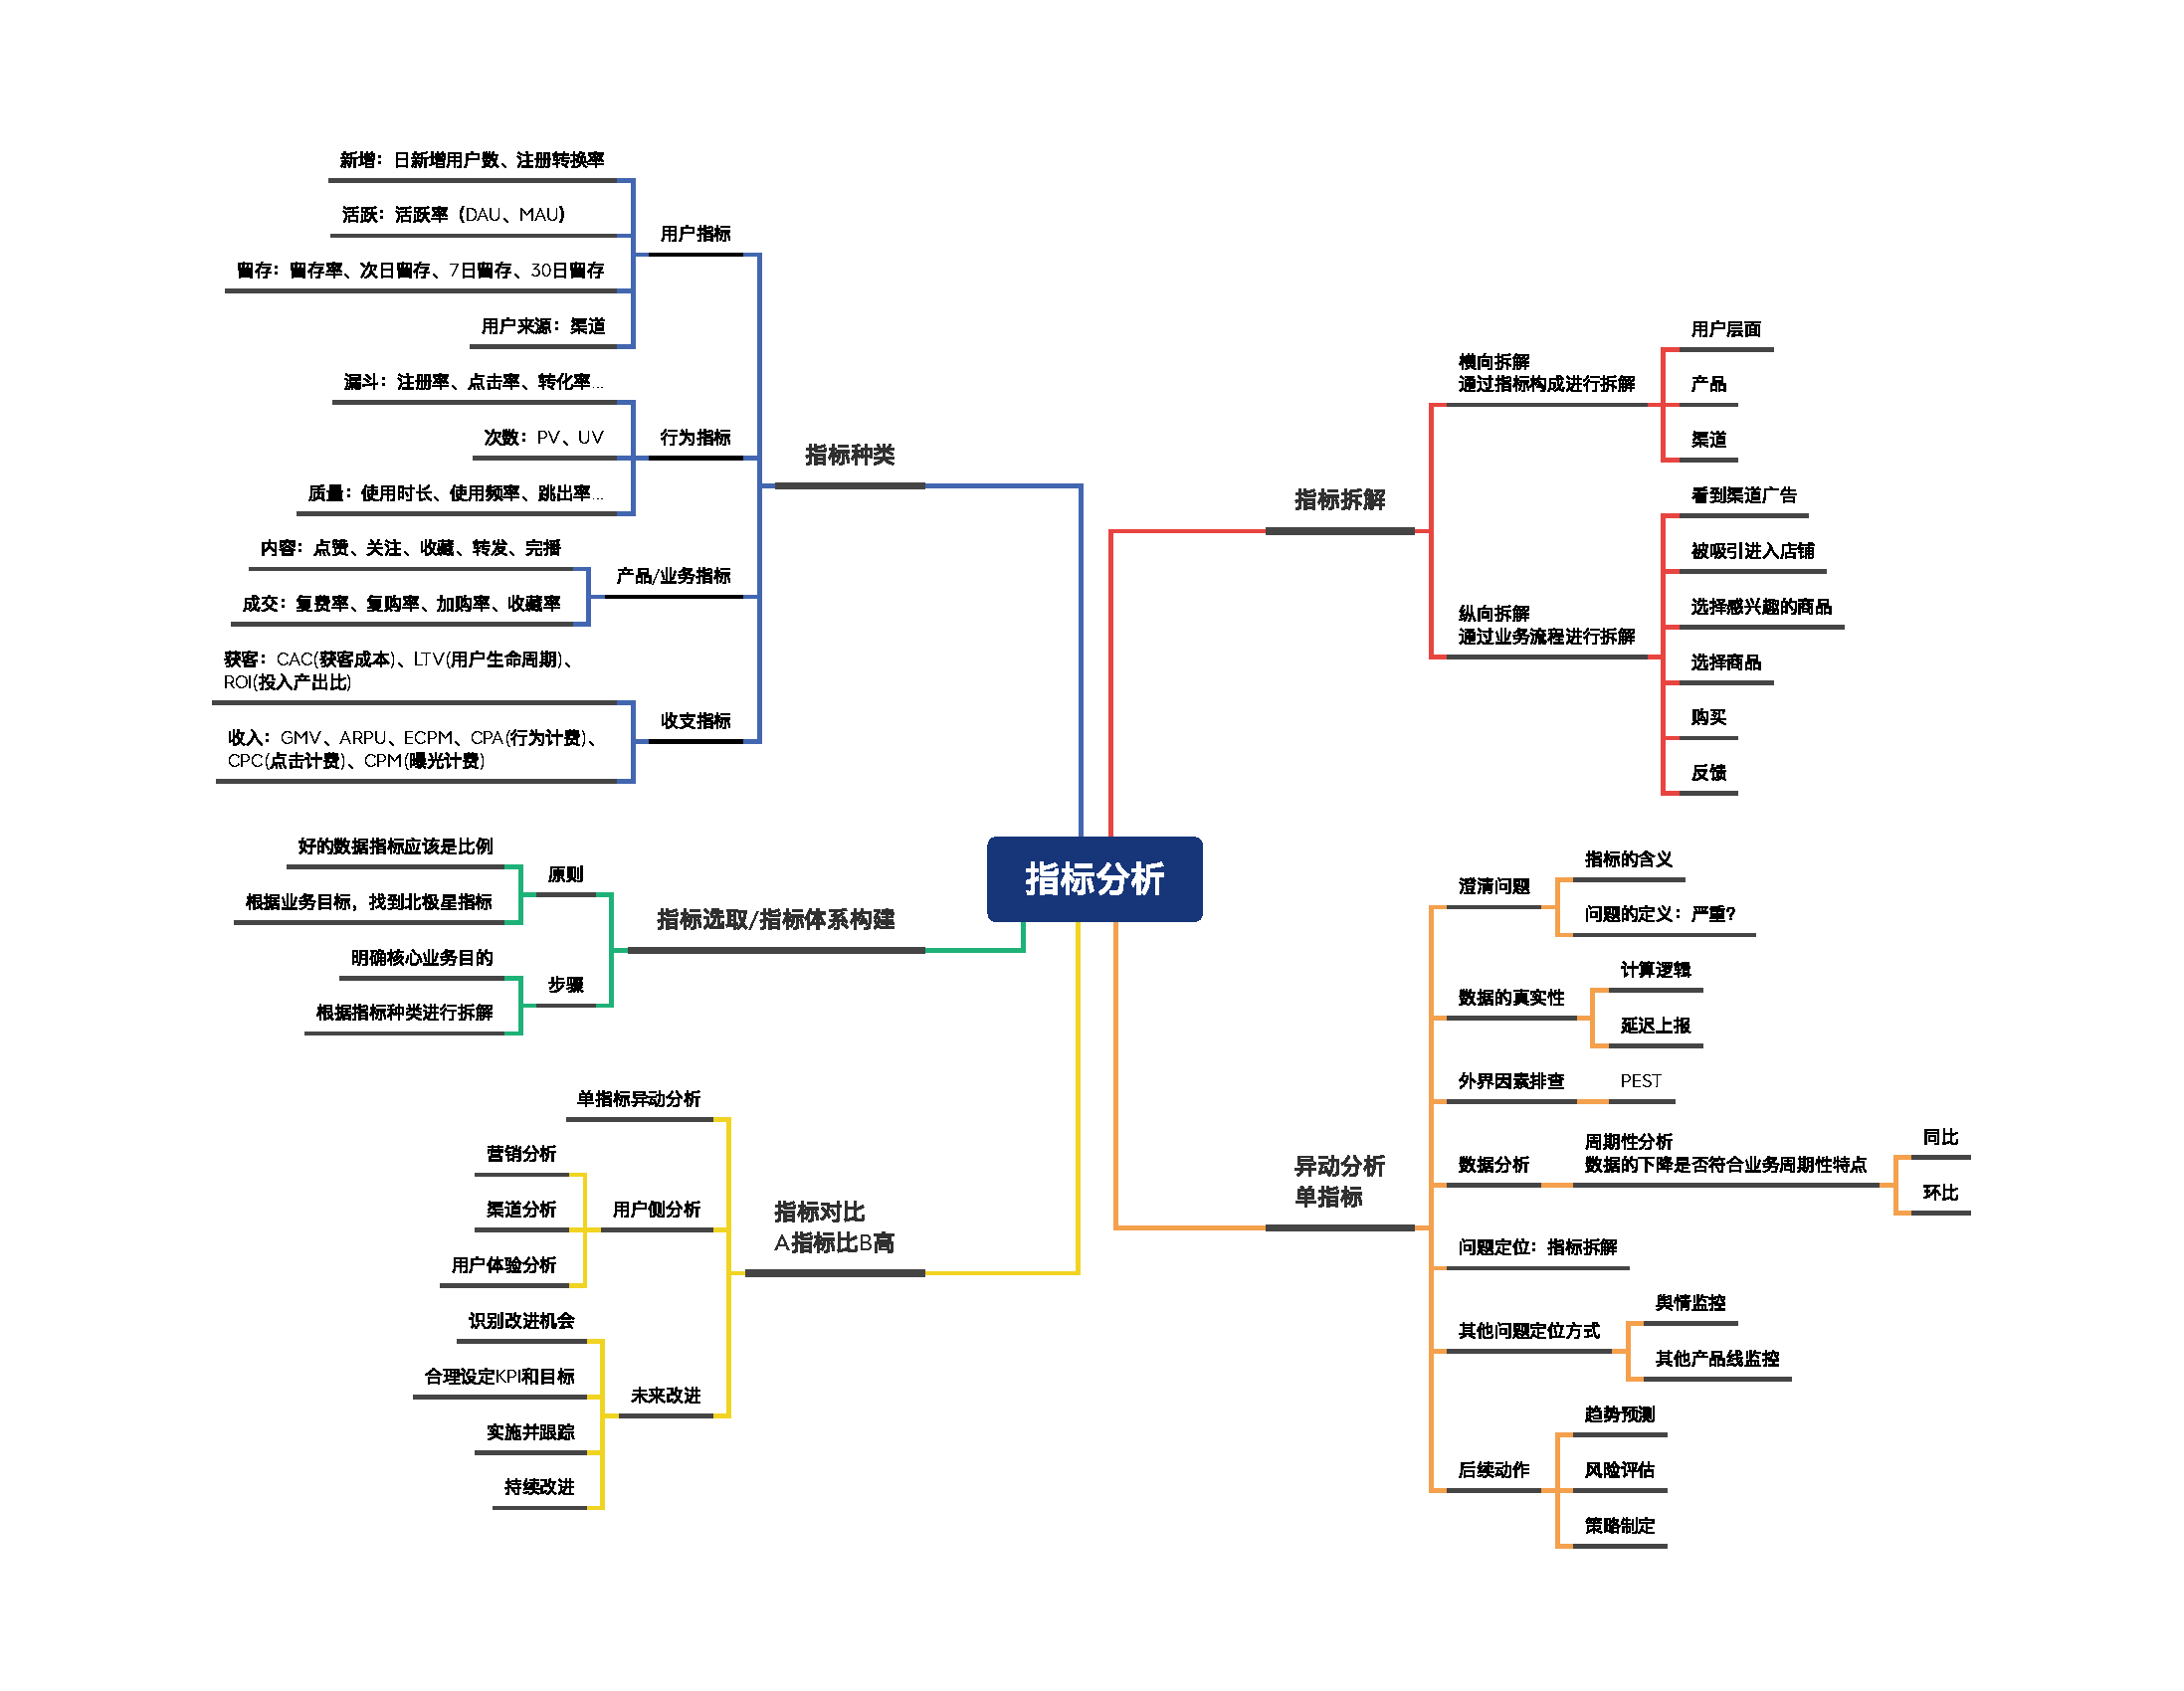 指标分析
指标拆解
横向拆解
通过指标构成进行拆解
用户层面
产品
渠道
纵向拆解
通过业务流程进行拆解
看到渠道广告
被吸引进入店铺
选择感兴趣的商品
选择商品
购买
反馈
异动分析
单指标
澄清问题
指标的含义
问题的定义：严重？
数据的真实性
计算逻辑
延迟上报
外界因素排查
PEST
数据分析
周期性分析
数据的下降是否符合业务周期性特点
同比
环比
问题定位：指标拆解
其他问题定位方式
舆情监控
其他产品线监控
后续动作
趋势预测
风险评估
策略制定
指标种类
用户指标
新增：日新增用户数、注册转换率
活跃：活跃率（DAU、MAU）
留存：留存率、次日留存、7日留存、30日留存
用户来源：渠道
行为指标
漏斗：注册率、点击率、转化率...
次数：PV、UV
质量：使用时长、使用频率、跳出率...
产品/业务指标
内容：点赞、关注、收藏、转发、完播
成交：复费率、复购率、加购率、收藏率
收支指标
获客：CAC(获客成本)、LTV(用户生命周期)、
ROI(投入产出比)
收入：GMV、ARPU、ECPM、CPA(行为计费)、
CPC(点击计费)、CPM(曝光计费)
指标选取/指标体系构建
原则
好的数据指标应该是比例
根据业务目标，找到北极星指标
步骤
明确核心业务目的
根据指标种类进行拆解
指标对比
A指标比B高
单指标异动分析
用户侧分析
营销分析
渠道分析
用户体验分析
未来改进
识别改进机会
合理设定KPI和目标
实施并跟踪
持续改进